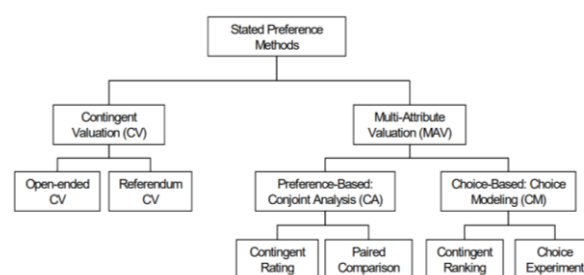 Stated Preference
Methods
Contingent
Valuation (CV)
Multi-Attribute
Valuation (MAV)
Open-ended
CV
Referendum
CV
Preference-Based:
Conjoint Analysis (CA)
Choice-Based: Choice
Modeling (CM)
Contingent
Rating
Paired
Comparison
Contingent
Ranking
Choice
Experiment